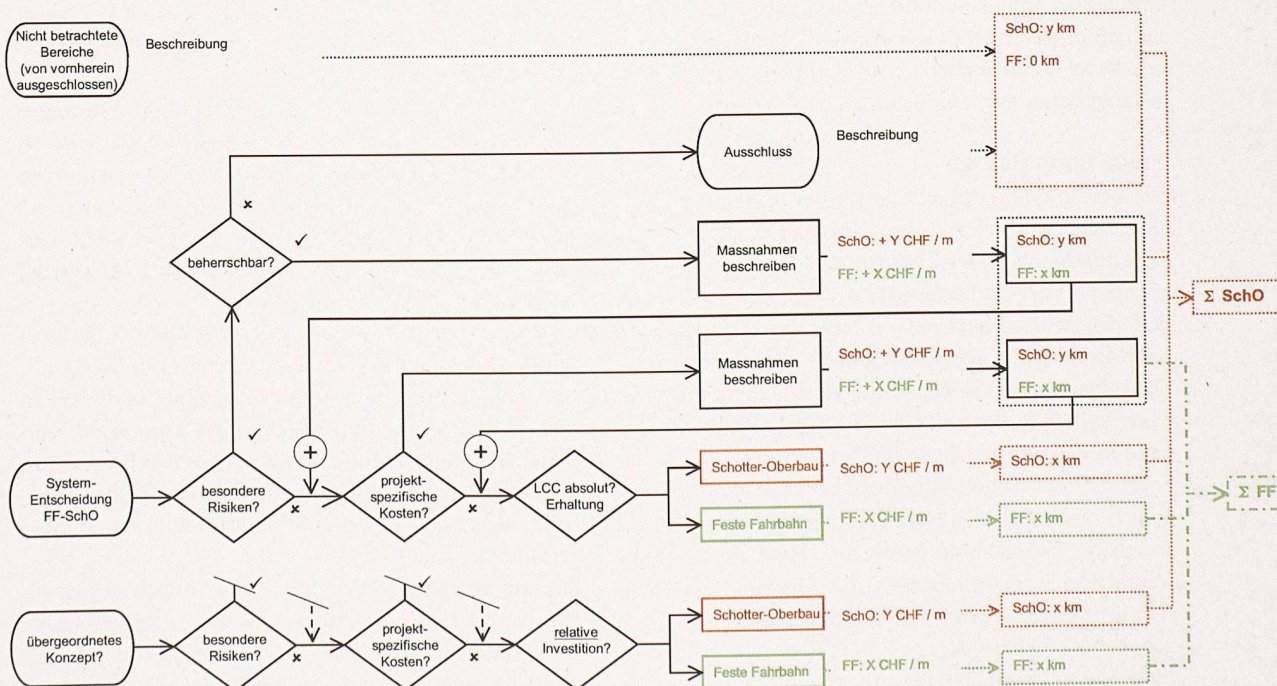 Nicht betrachtete
Bereiche
(von vornherein
ausgeschlossen)
Beschreibung
SchO: y km
FF: 0 km
Ausschluss
Beschreibung
✘
✓
beherrschbar?
Massnahmen
beschreiben
SchO: + Y CHF / m
FF: + X CHF / m
SchO: y km
FF: x km
Σ SchO
Massnahmen
beschreiben
SchO: + Y CHF / m
FF: + X CHF / m
SchO: y km
FF: x km
✓
+
✓
+
System-
Entscheidung
FF-SchO
besondere
Risiken?
✘
projekt-
spezifische
Kosten?
✘
LCC absolut?
Erhaltung
Schotter-Oberbau
SchO: Y CHF / m
SchO: x km
Feste Fahrbahn
FF: X CHF / m
FF: x km
Σ FF
✓
✓
übergeordnetes
Konzept?
besondere
Risiken?
✘
projekt-
spezifische
Kosten?
✘
relative
Investition?
Schotter-Oberbau
SchO: Y CHF / m
SchO: x km
Feste Fahrbahn
FF: X CHF / m
FF: x km